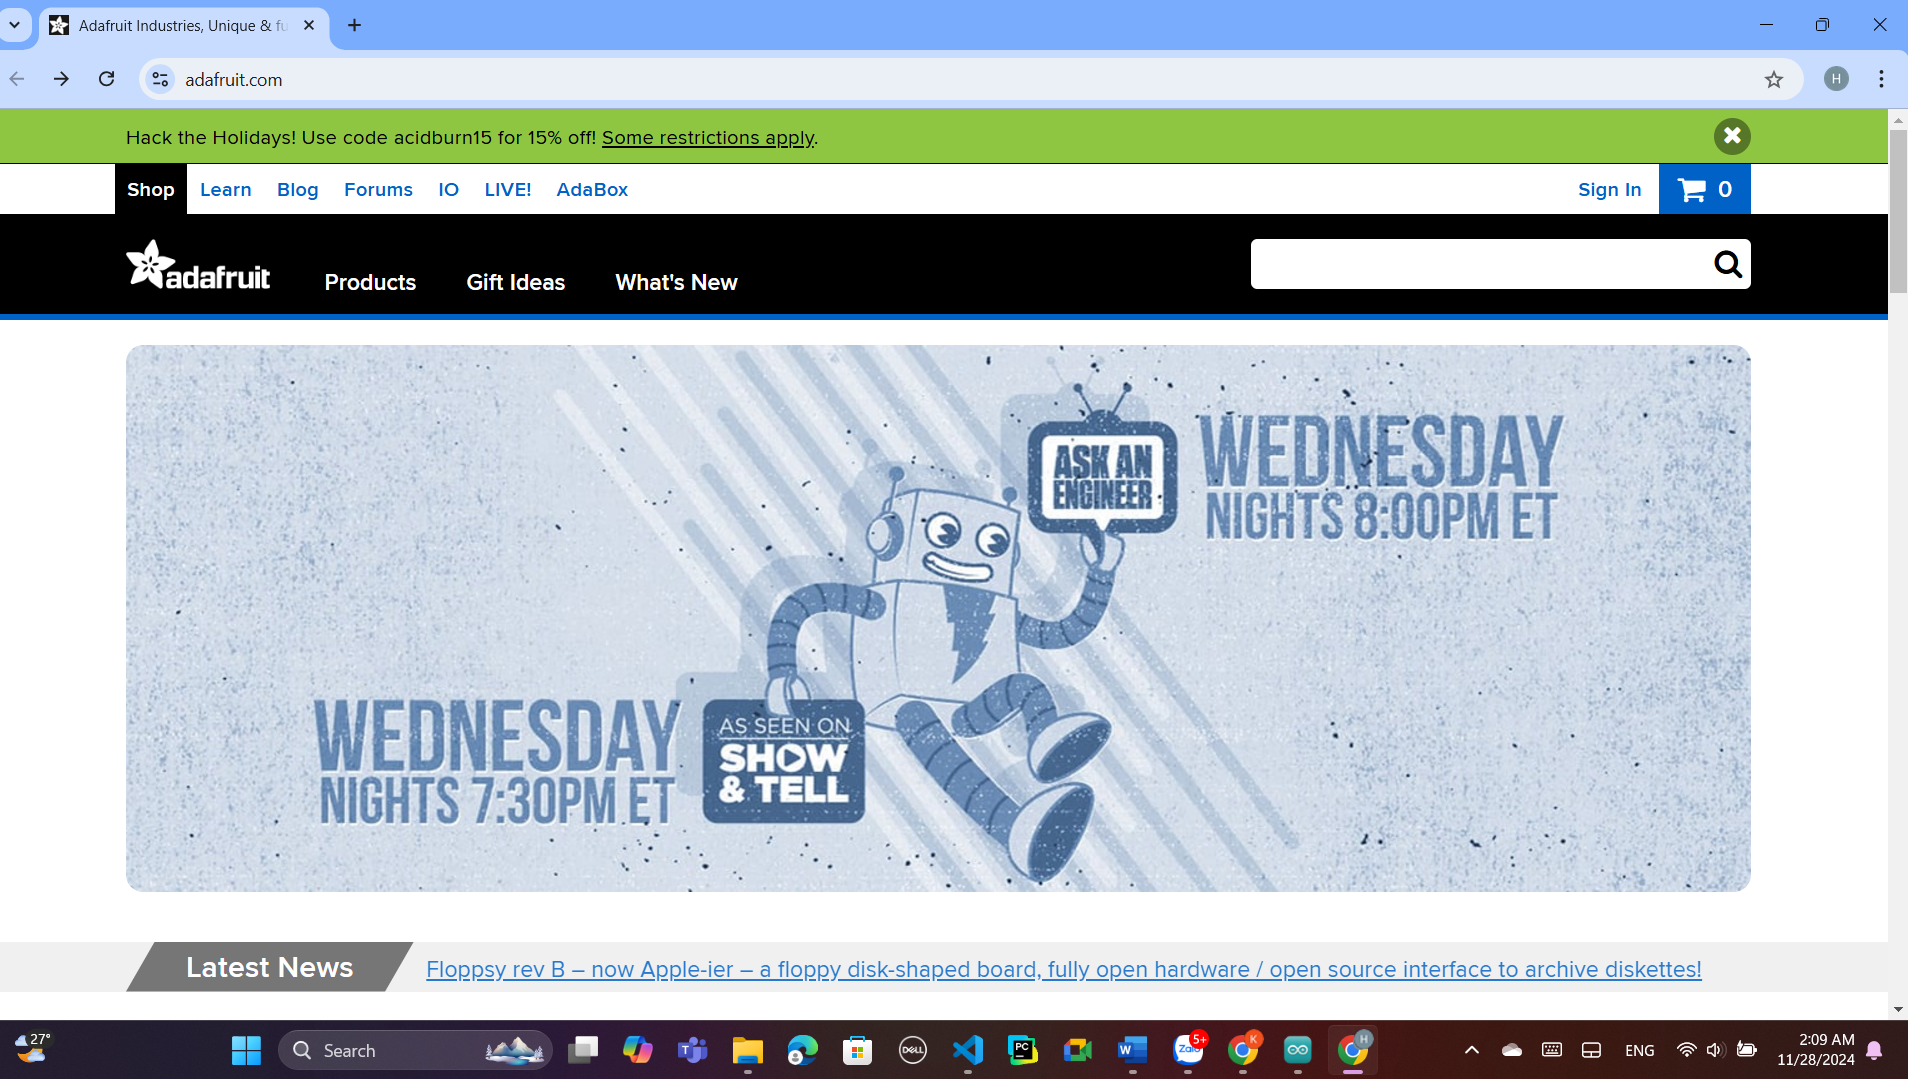 Adafruit Industries, Unique & fu
adafruit.com
H
Hack the Holidays! Use code acidburn15 for 15% off! Some restrictions apply.
Shop Learn Blog Forums IO LIVE! AdaBox Sign In 0
adafruit Products Gift Ideas What's New
ASK AN
ENGINEER
WEDNESDAY
NIGHTS 8:00PM ET
WEDNESDAY
NIGHTS 7:30PM ET
AS SEEN ON
SHOW
& TELL
Latest News Floppsy rev B – now Apple-ier – a floppy disk-shaped board, fully open hardware / open source interface to archive diskettes!
27°
Search
T
DELL
PC
W
Zalo
5+
K
H
ENG
2:09 AM
11/28/2024